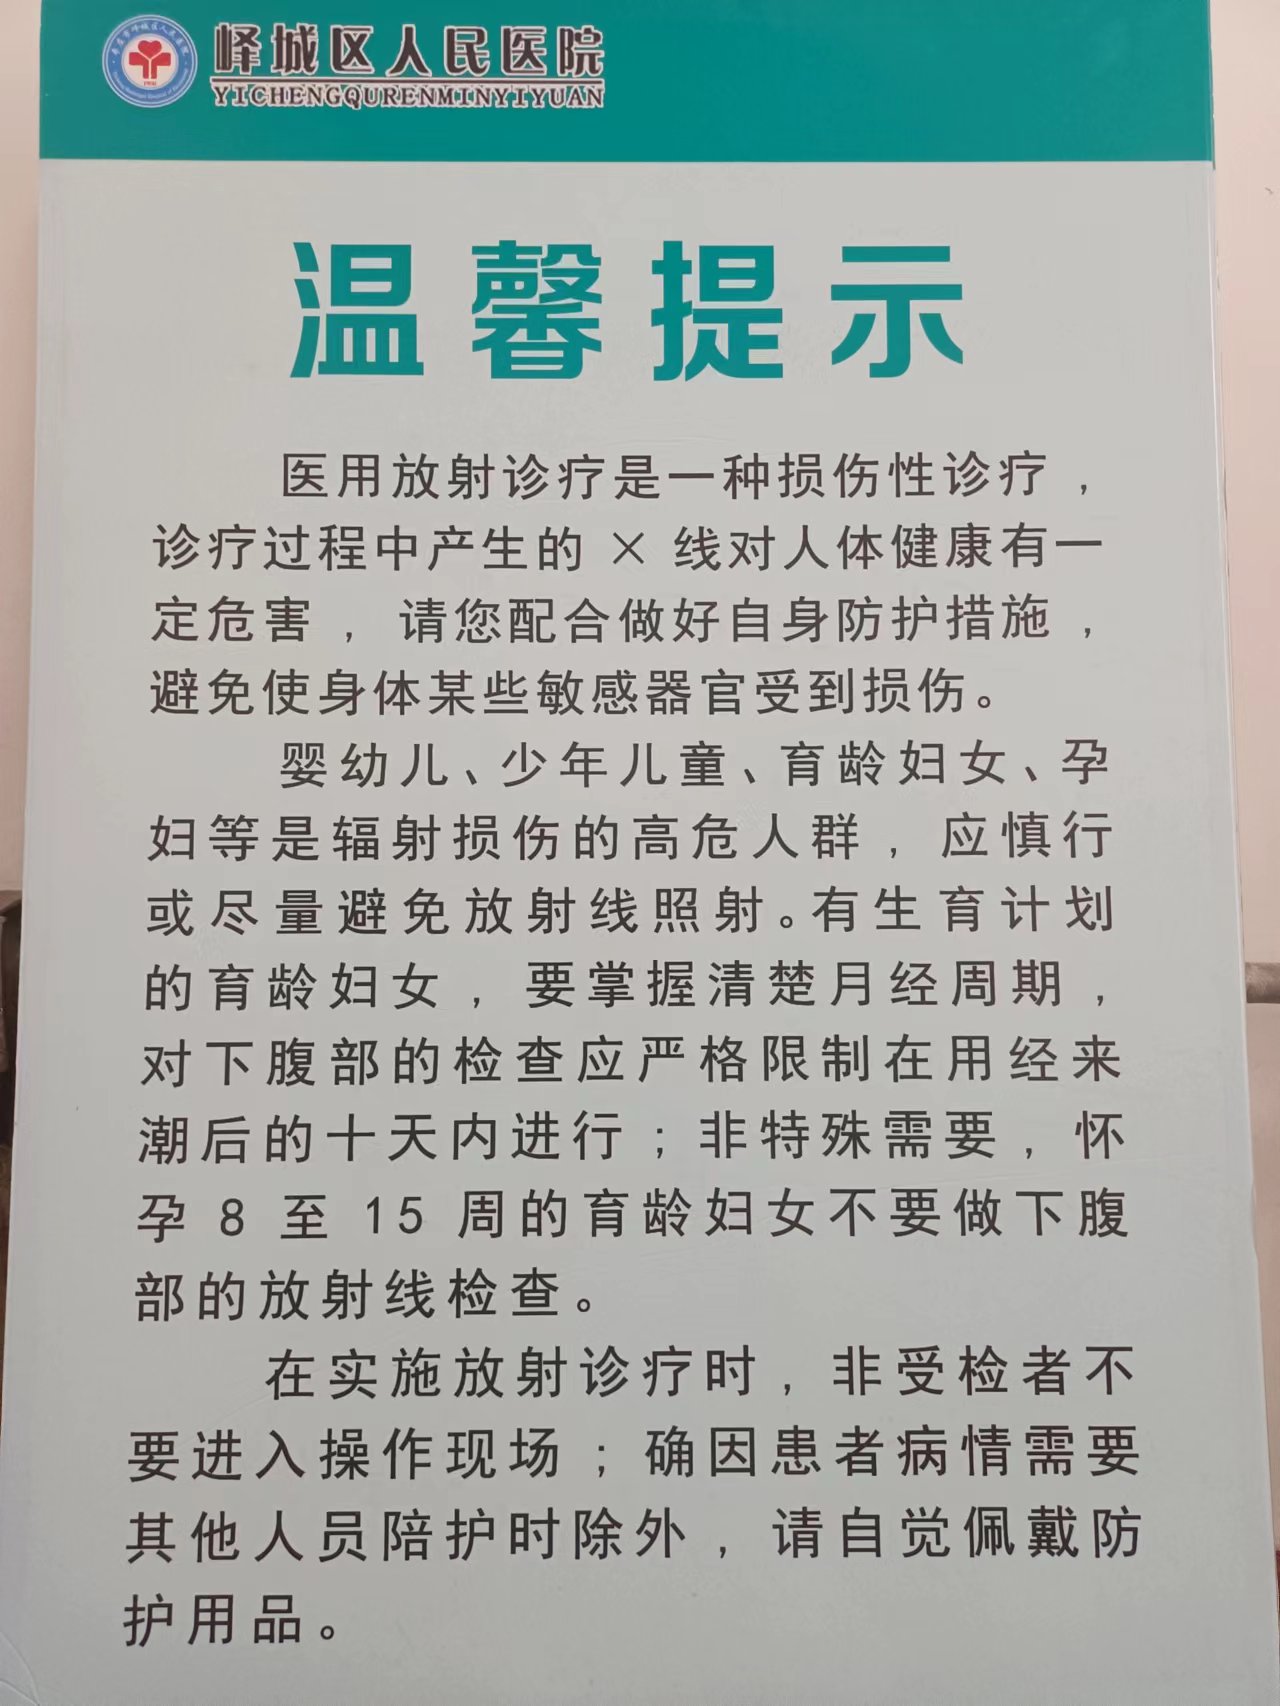 峄城区人民医院
YICHENGQURENMINYIYUAN
温馨提示
医用放射诊疗是一种损伤性诊疗，
诊疗过程中产生的 × 线对人体健康有一
定危害，请您配合做好自身防护措施，
避免使身体某些敏感器官受到损伤。
婴幼儿、少年儿童、育龄妇女、孕
妇等是辐射损伤的高危人群，应慎行
或尽量避免放射线照射。有生育计划
的育龄妇女，要掌握清楚月经周期，
对下腹部的检查应严格限制在用经来
潮后的十天内进行；非特殊需要，怀
孕 8 至 15 周的育龄妇女不要做下腹
部的放射线检查。
在实施放射诊疗时，非受检者不
要进入操作现场；确因患者病情需要
其他人员陪护时除外，请自觉佩戴防
护用品。